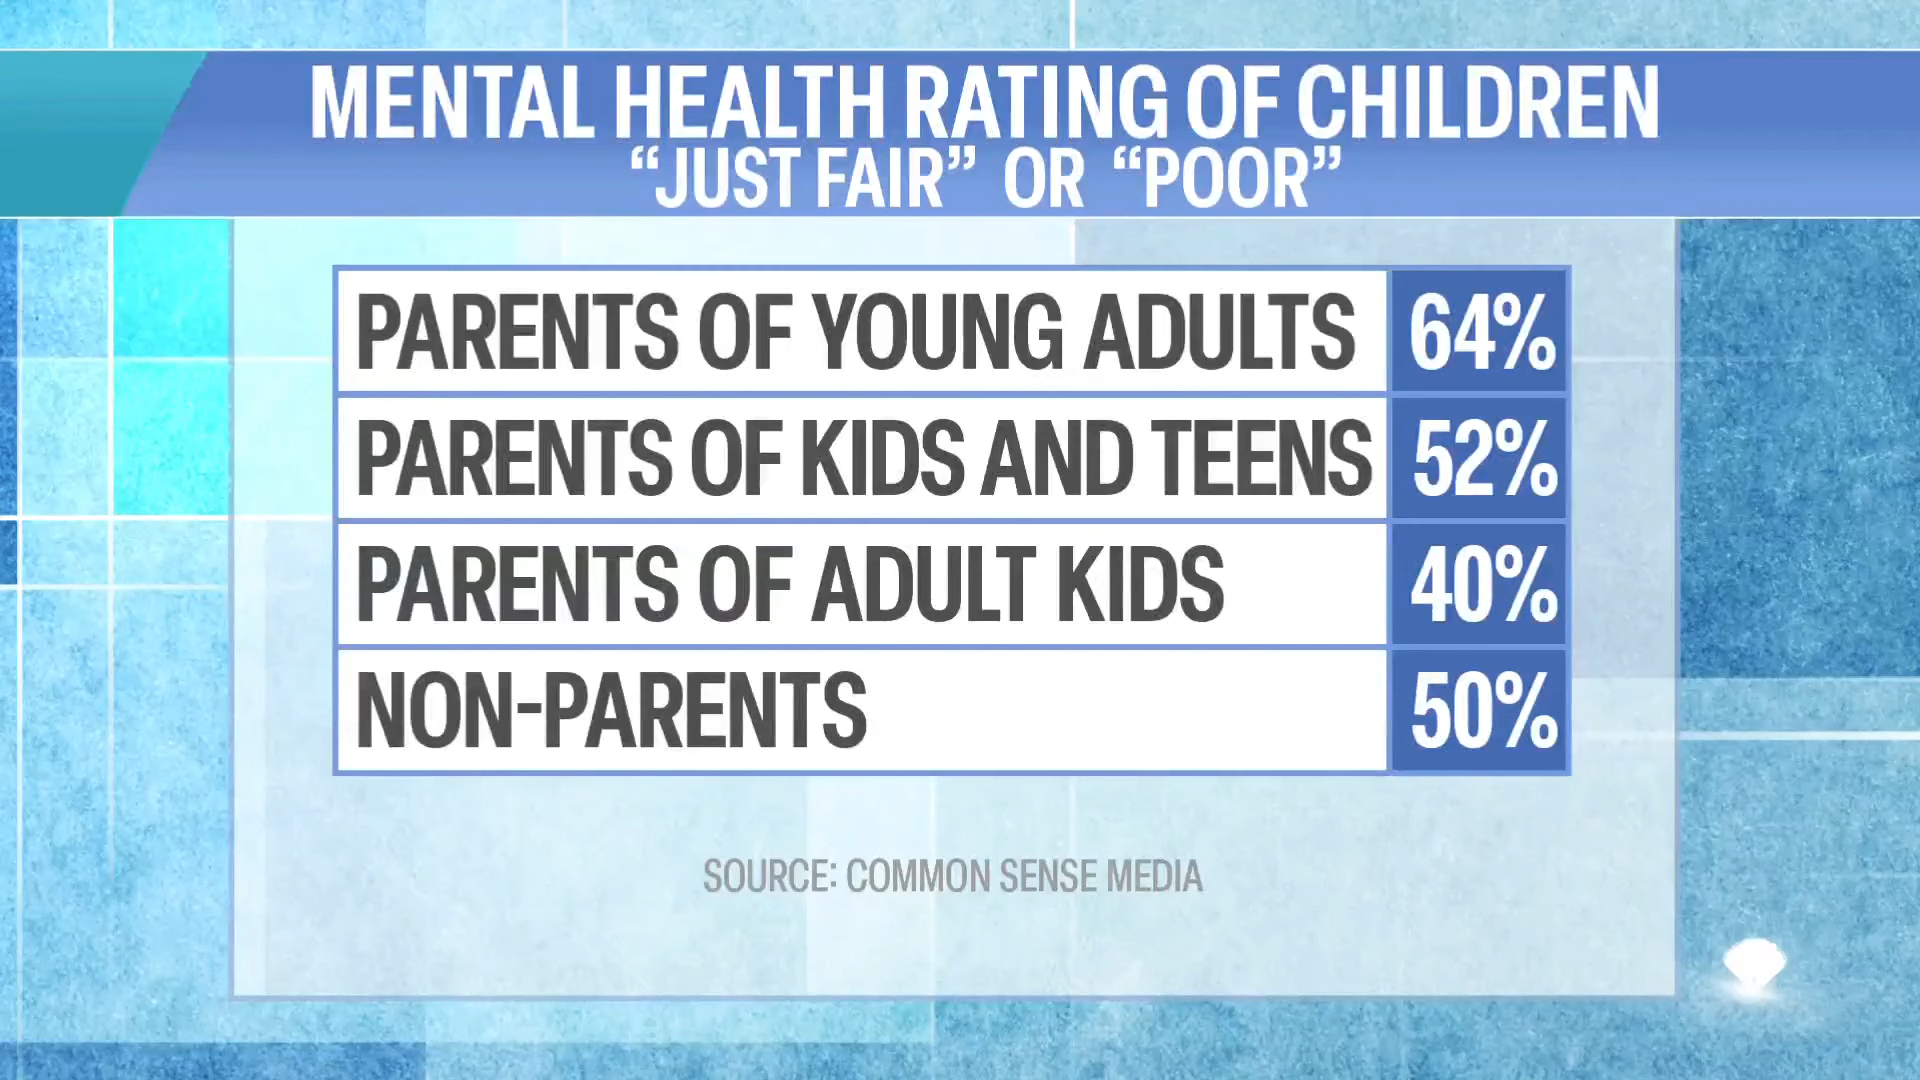 MENTAL HEALTH RATING OF CHILDREN
“JUST FAIR” OR “POOR”
PARENTS OF YOUNG ADULTS 64%
PARENTS OF KIDS AND TEENS 52%
PARENTS OF ADULT KIDS 40%
NON-PARENTS 50%
SOURCE: COMMON SENSE MEDIA